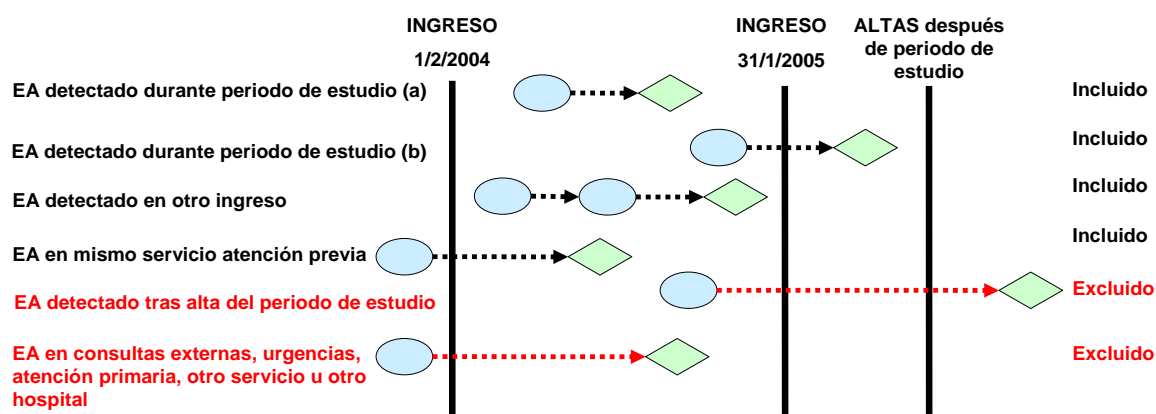 INGRESO
1/2/2004
INGRESO
31/1/2005
ALTAS después
de periodo de
estudio
EA detectado durante periodo de estudio (a)
Incluido
EA detectado durante periodo de estudio (b)
Incluido
EA detectado en otro ingreso
Incluido
EA en mismo servicio atención previa
Incluido
EA detectado tras alta del periodo de estudio
Excluido
EA en consultas externas, urgencias,
atención primaria, otro servicio u otro
hospital
Excluido